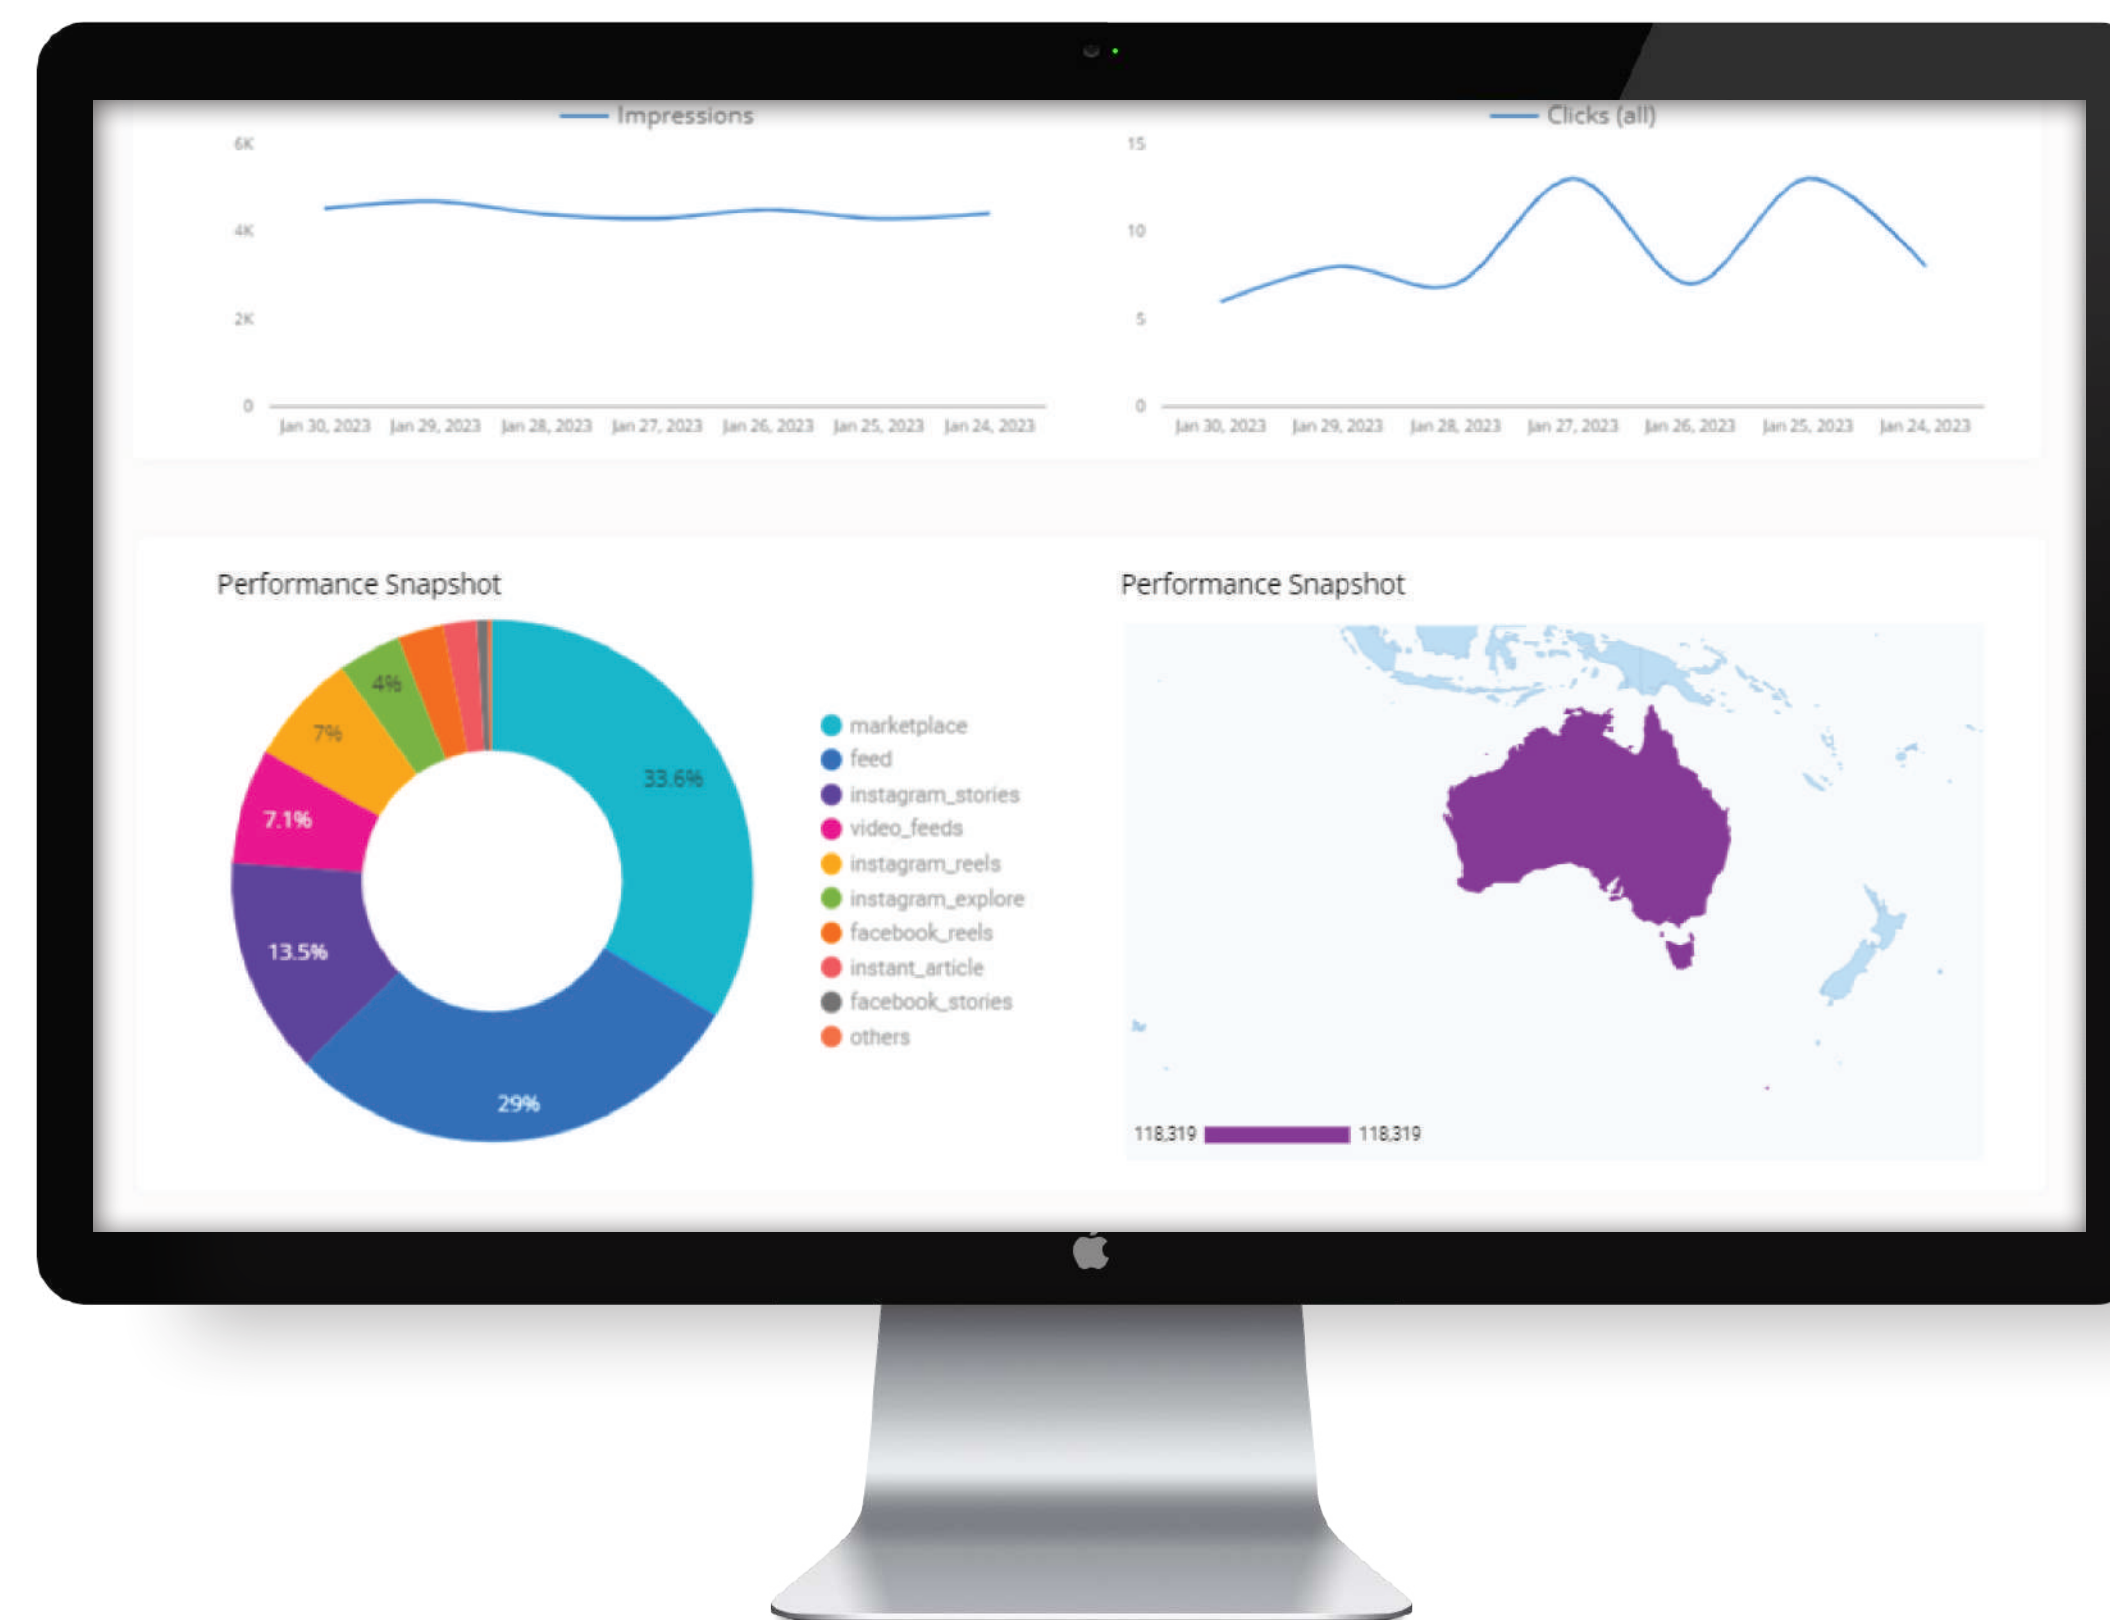 Impressions
6K
4K
2K
0
Jan 30, 2023 Jan 29, 2023 Jan 28, 2023 Jan 27, 2023 Jan 26, 2023 Jan 25, 2023 Jan 24, 2023
Clicks (all)
15
10
5
0
Jan 30, 2023 Jan 29, 2023 Jan 28, 2023 Jan 27, 2023 Jan 26, 2023 Jan 25, 2023 Jan 24, 2023
Performance Snapshot
4%
7%
7.1%
13.5%
29%
33.6%
marketplace
feed
instagram_stories
video_feeds
instagram_reels
instagram_explore
facebook_reels
instant_article
facebook_stories
others
Performance Snapshot
118,319 118,319